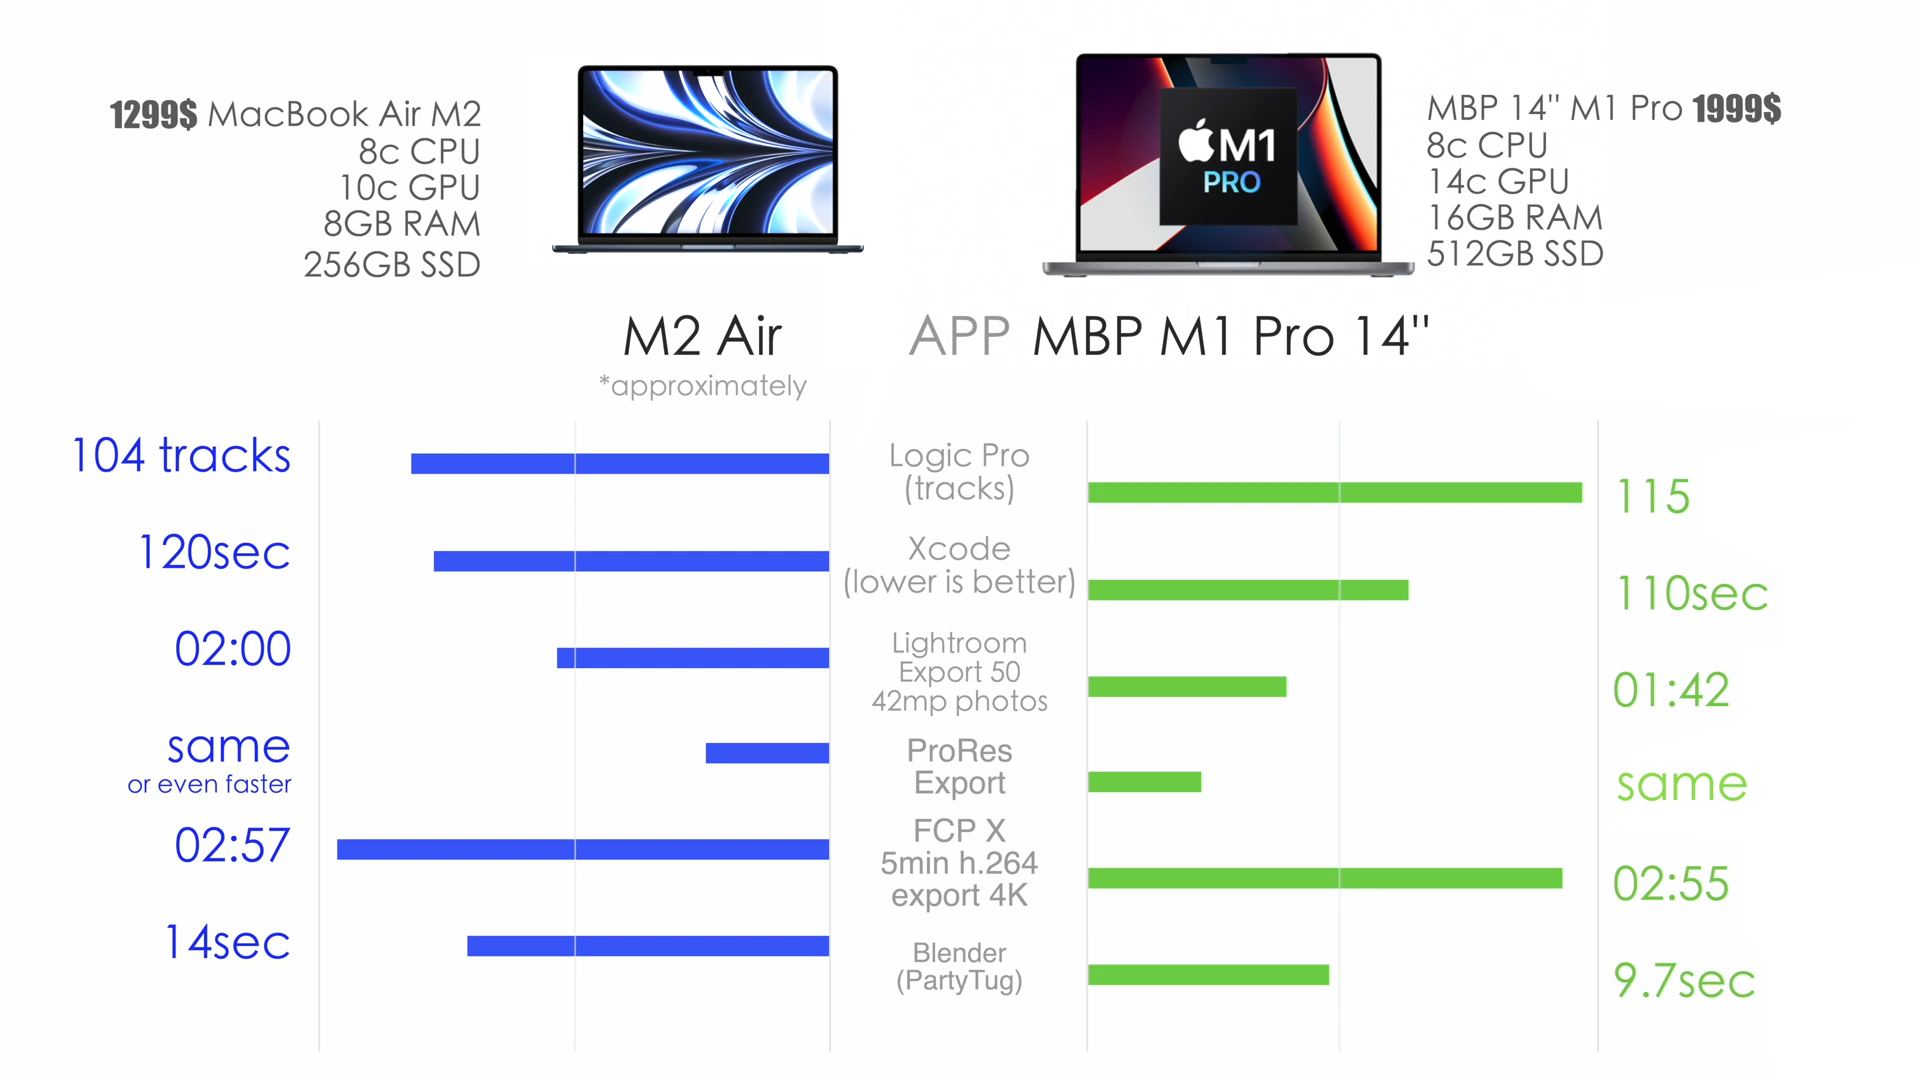 1299$ MacBook Air M2
8c CPU
10c GPU
8GB RAM
256GB SSD
M1
PRO
MBP 14" M1 Pro 1999$
8c CPU
14c GPU
16GB RAM
512GB SSD
M2 Air
*approximately
APP
MBP M1 Pro 14"
104 tracks
Logic Pro
(tracks)
115
120sec
Xcode
(lower is better)
110sec
02:00
Lightroom
Export 50
42mp photos
01:42
same
or even faster
ProRes
Export
same
02:57
FCP X
5min h.264
export 4K
02:55
14sec
Blender
(PartyTug)
9.7sec